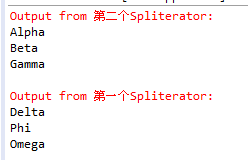 Output from 第二个Spliterator:
Alpha
Beta
Gamma
Output from 第一个Spliterator:
Delta
Phi
Omega